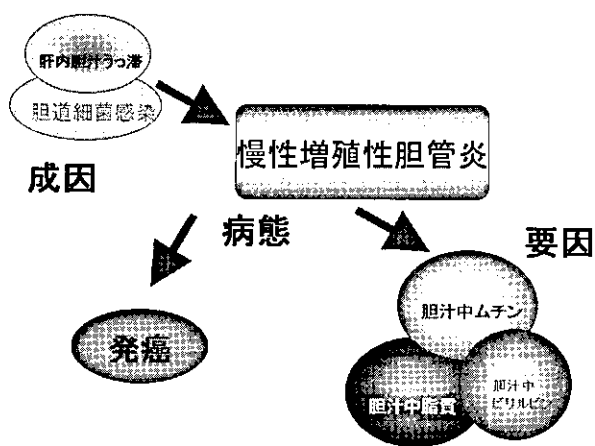 肝内胆汁うっ滞
胆道細菌感染
成因
慢性増殖性胆管炎
病態
要因
発癌
胆汁中ムチン
胆汁中脂質
胆汁中
ビリルビン